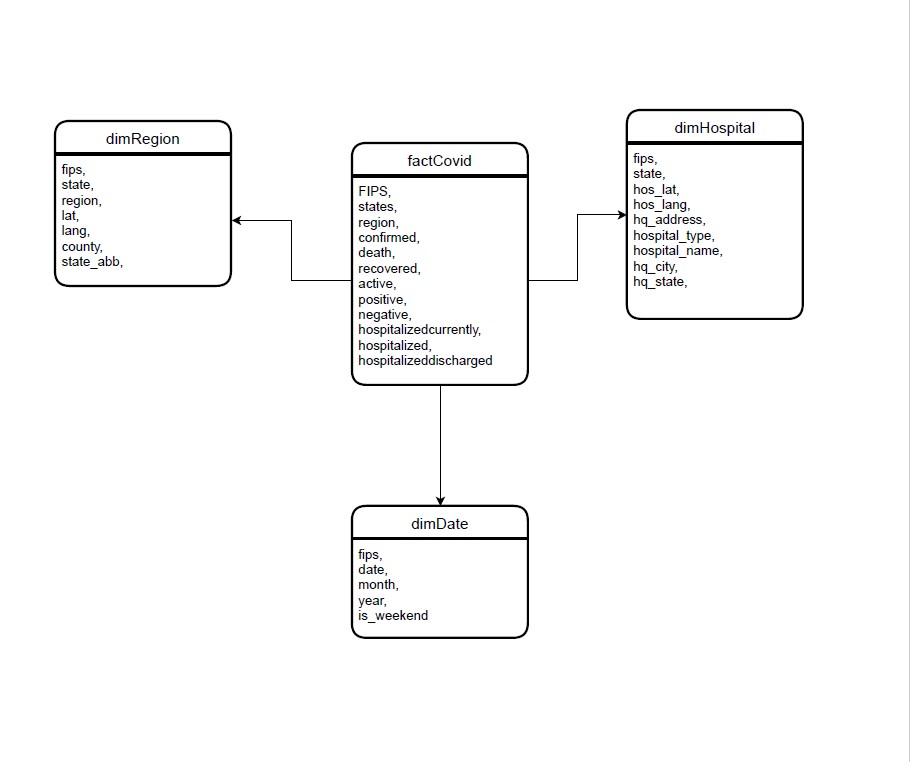 dimRegion
fips,
state,
region,
lat,
lang,
county,
state_abb,
factCovid
FIPS,
states,
region,
confirmed,
death,
recovered,
active,
positive,
negative,
hospitalizedcurrently,
hospitalized,
hospitalizeddischarged
dimHospital
fips,
state,
hos_lat,
hos_lang,
hq_address,
hospital_type,
hospital_name,
hq_city,
hq_state,
dimDate
fips,
date,
month,
year,
is_weekend